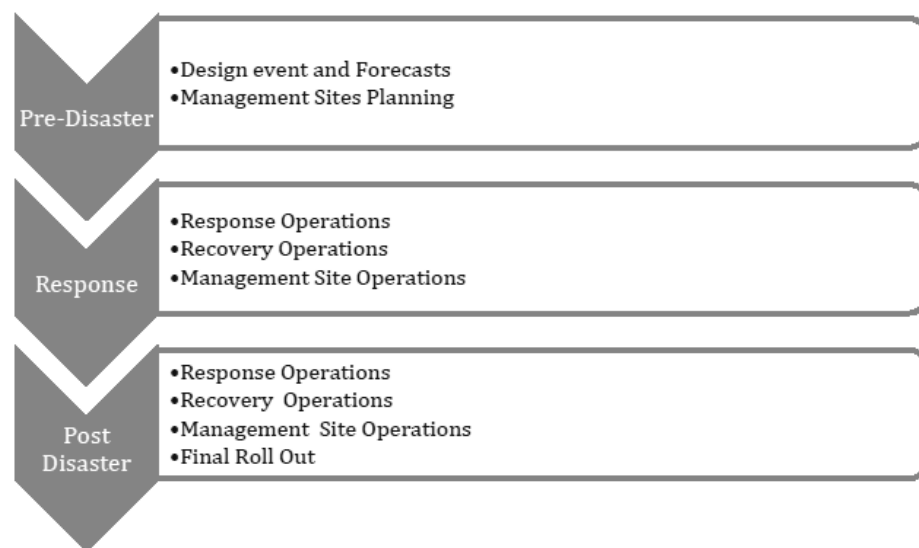 Pre-Disaster
•Design event and Forecasts
•Management Sites Planning
Response
•Response Operations
•Recovery Operations
•Management Site Operations
Post
Disaster
•Response Operations
•Recovery Operations
•Management Site Operations
•Final Roll Out